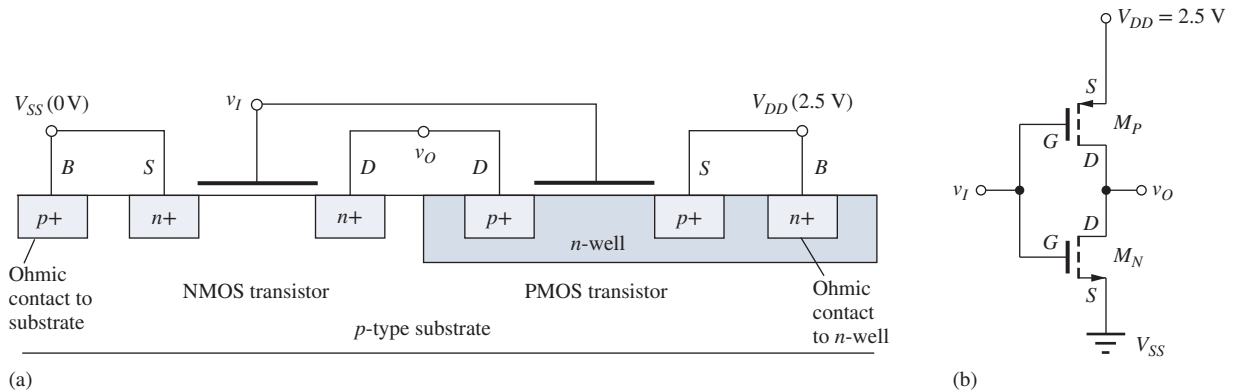 V_SS (0 V)
v_I
V_DD (2.5 V)
B
S
D
v_O
D
S
B
p+
n+
n+
p+
p+
n+
n-well
Ohmic
contact to
substrate
NMOS transistor
PMOS transistor
Ohmic
contact
to n-well
p-type substrate
(a)
V_DD = 2.5 V
S
M_P
G
D
v_I
v_O
D
G
M_N
S
V_SS
(b)